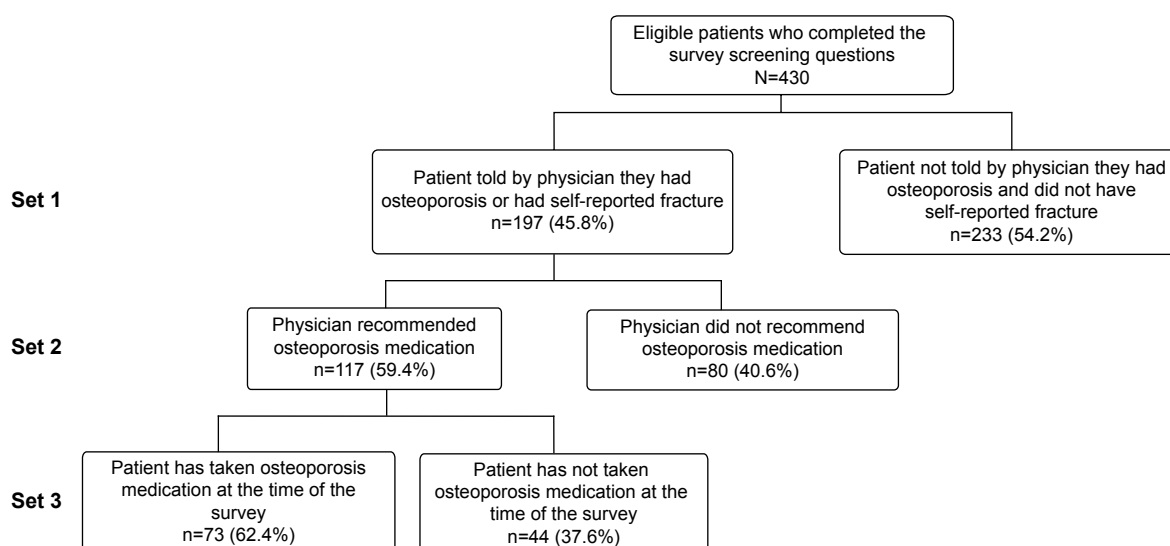 Eligible patients who completed the
survey screening questions
N=430
Set 1
Patient told by physician they had
osteoporosis or had self-reported fracture
n=197 (45.8%)
Patient not told by physician they had
osteoporosis and did not have
self-reported fracture
n=233 (54.2%)
Set 2
Physician recommended
osteoporosis medication
n=117 (59.4%)
Physician did not recommend
osteoporosis medication
n=80 (40.6%)
Set 3
Patient has taken osteoporosis
medication at the time of the
survey
n=73 (62.4%)
Patient has not taken
osteoporosis medication at the
time of the survey
n=44 (37.6%)